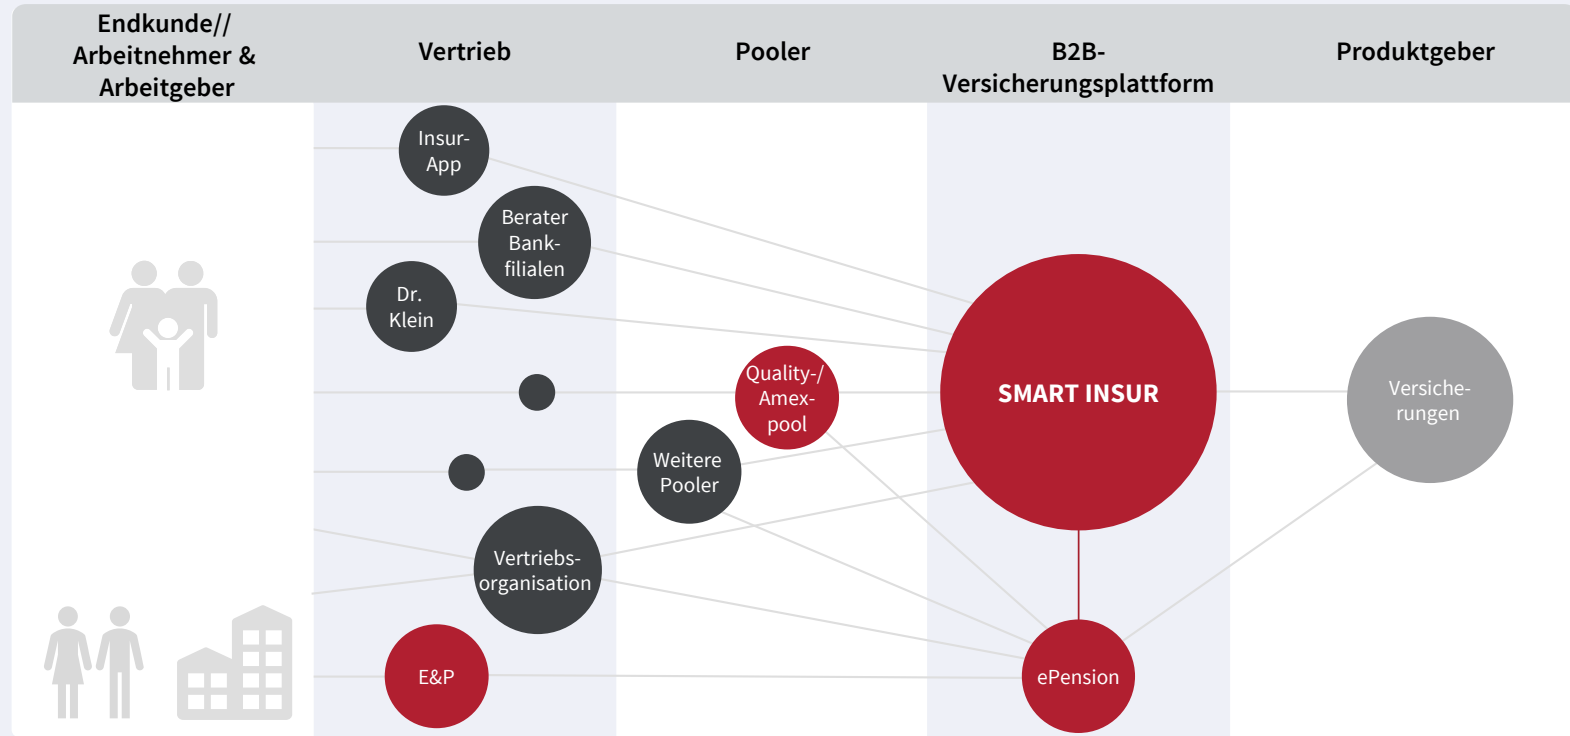 Endkunde//
Arbeitnehmer &
Arbeitgeber
Vertrieb
Pooler
B2B-
Versicherungsplattform
Produktgeber
Insur-
App
Berater
Bank-
filialen
Dr.
Klein
Quality-/
Amex-
pool
SMART INSUR
Versiche-
rungen
Weitere
Pooler
Vertriebs-
organisation
E&P
ePension